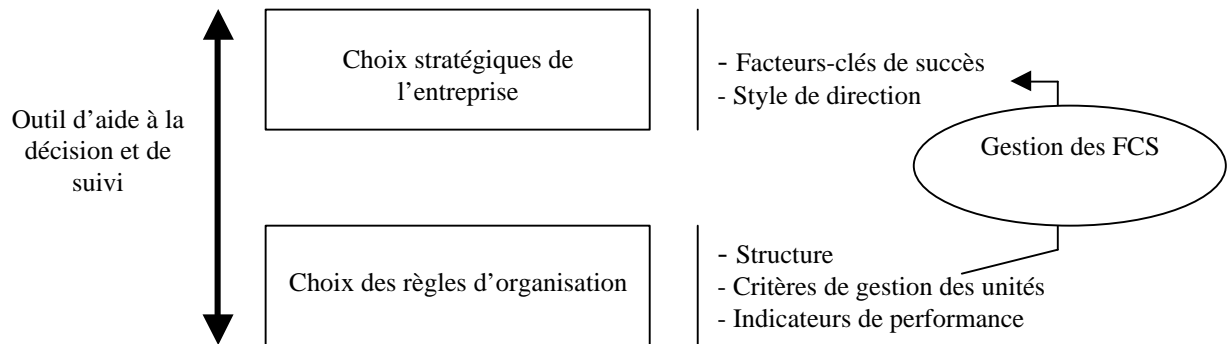 Outil d’aide à la
décision et de
suivi
Choix stratégiques de
l’entreprise
- Facteurs-clés de succès
- Style de direction
Gestion des FCS
Choix des règles d’organisation
- Structure
- Critères de gestion des unités
- Indicateurs de performance